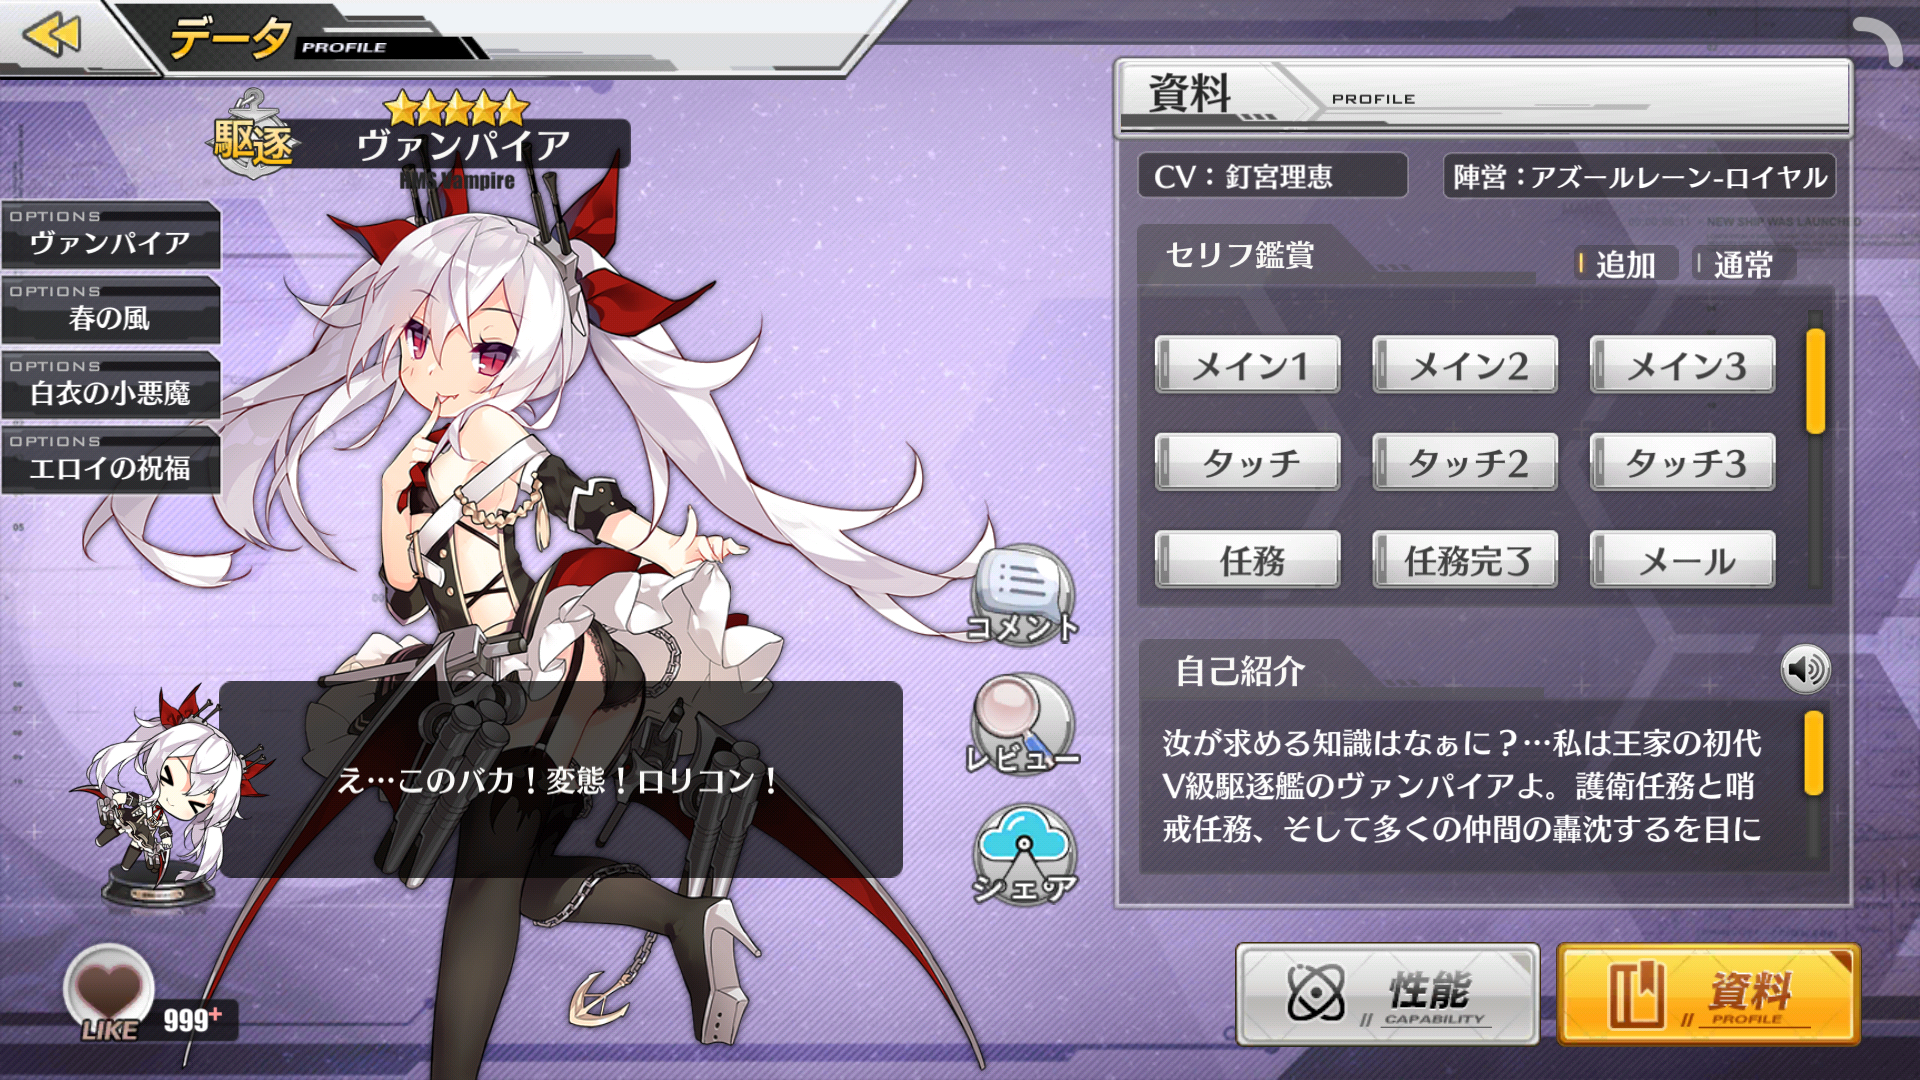 データ PROFILE
駆逐
ヴァンパイア
HMS Vampire
OPTIONS
ヴァンパイア
OPTIONS
春の風
OPTIONS
白衣の小悪魔
OPTIONS
エロイの祝福
え…このバカ！変態！ロリコン！
LIKE 999+
コメント
レビュー
シェア
資料 PROFILE
CV：釘宮理恵
陣営：アズールレーン-ロイヤル
NEW SHIP WAS LAUNCHED
セリフ鑑賞
追加 通常
メイン1 メイン2 メイン3
タッチ タッチ2 タッチ3
任務 任務完了 メール
自己紹介
汝が求める知識はなぁに？…私は王家の初代
V級駆逐艦のヴァンパイアよ。護衛任務と哨
戒任務、そして多くの仲間の轟沈するを目に
性能 // CAPABILITY
資料 // PROFILE